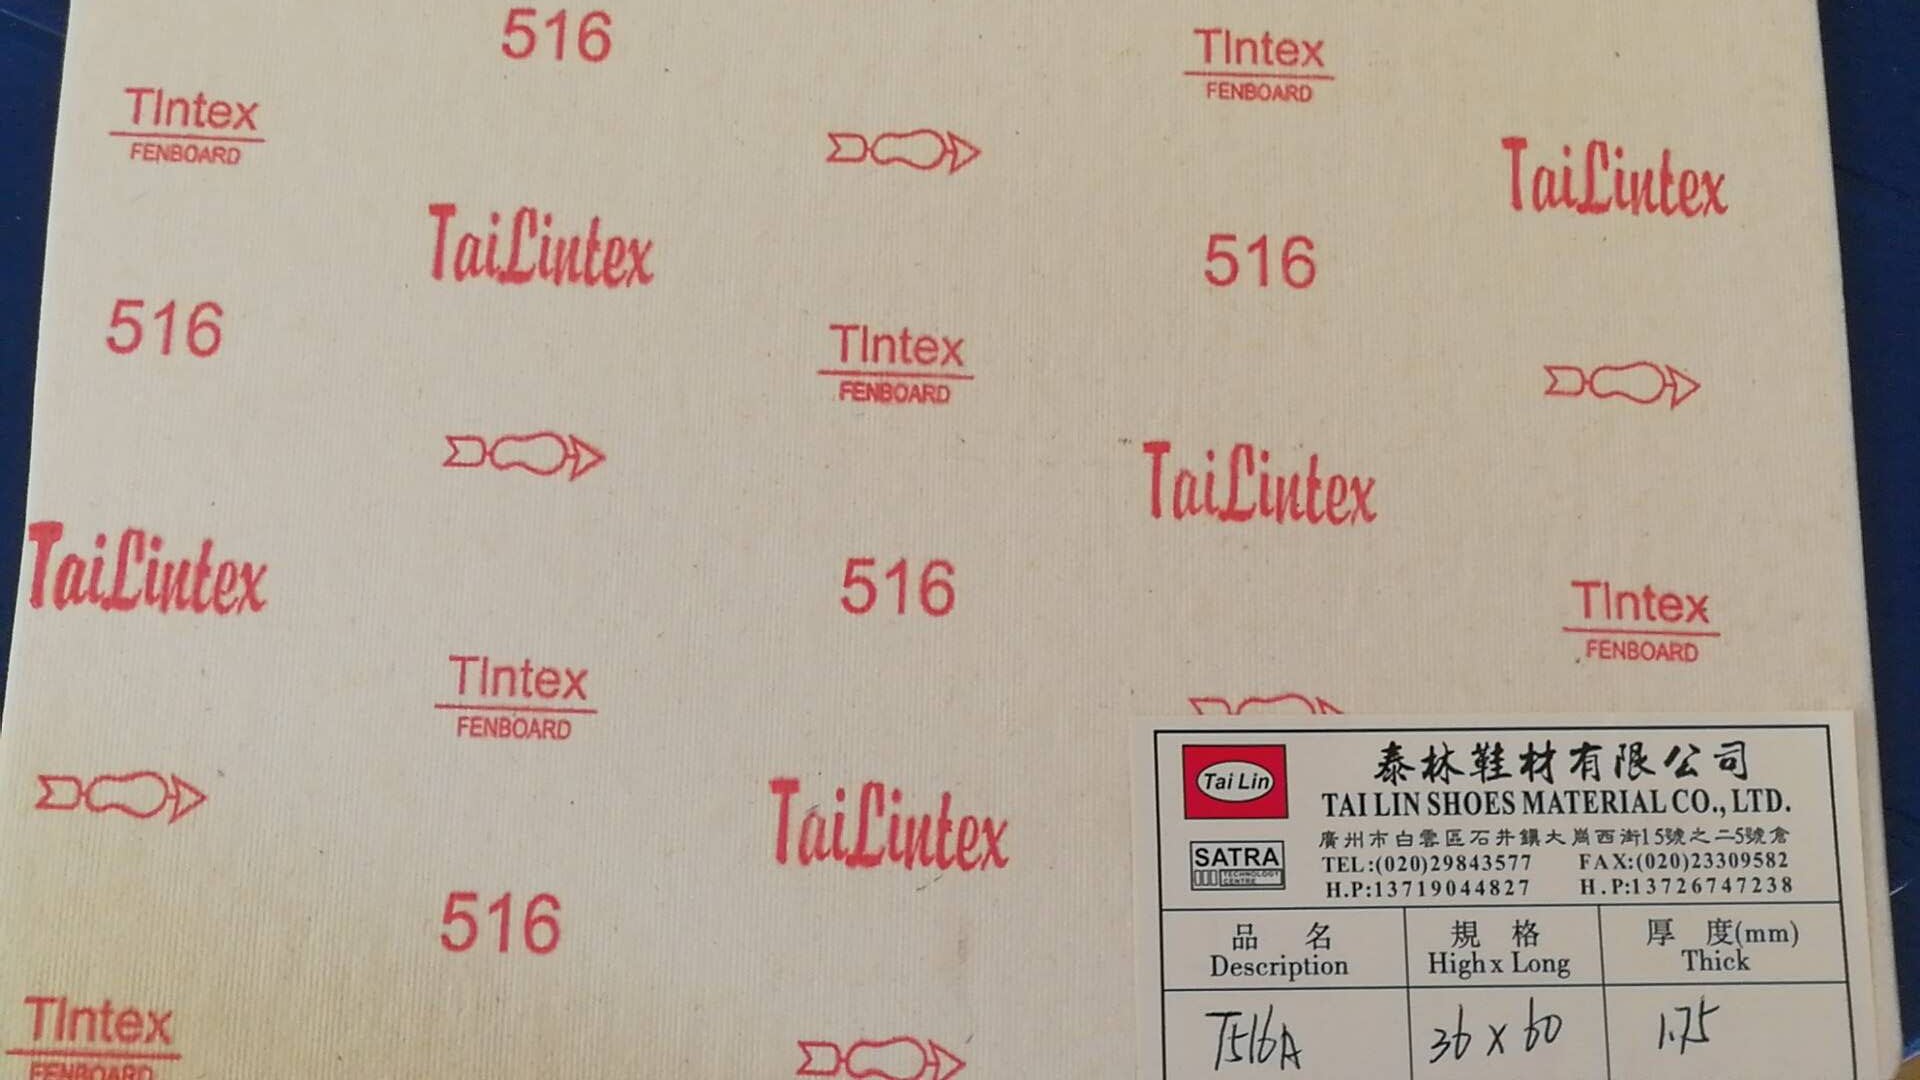 516
TIntex
FENBOARD
TIntex
FENBOARD
TaiLintex
TaiLintex
516
516
TIntex
FENBOARD
TaiLintex
TaiLintex
516
TIntex
FENBOARD
TIntex
FENBOARD
TaiLintex
516
TIntex
FENBOARD
Tai Lin
泰林鞋材有限公司
TAI LIN SHOES MATERIAL CO., LTD.
廣州市白雲區石井鎮大崗西街15號之二5號倉
SATRA
TECHNOLOGY
CENTRE
TEL:(020)29843577 FAX:(020)23309582
H.P:13719044827 H.P:13726747238
品 名 規 格 厚 度(mm)
Description High x Long Thick
T516A 36 x 60 1.75